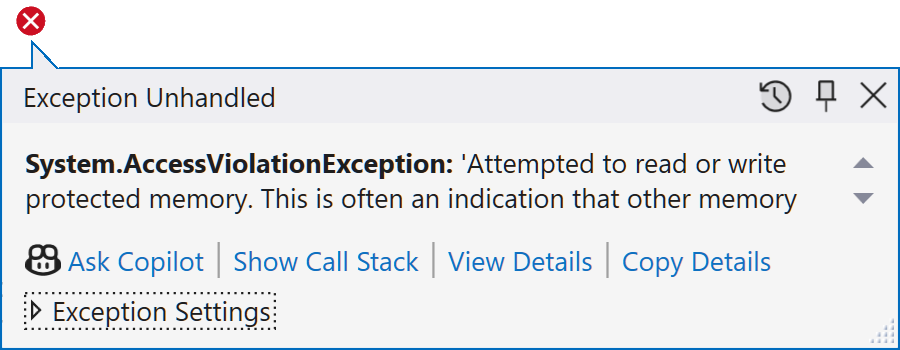 Exception Unhandled
System.AccessViolationException: 'Attempted to read or write
protected memory. This is often an indication that other memory
Ask Copilot | Show Call Stack | View Details | Copy Details
Exception Settings